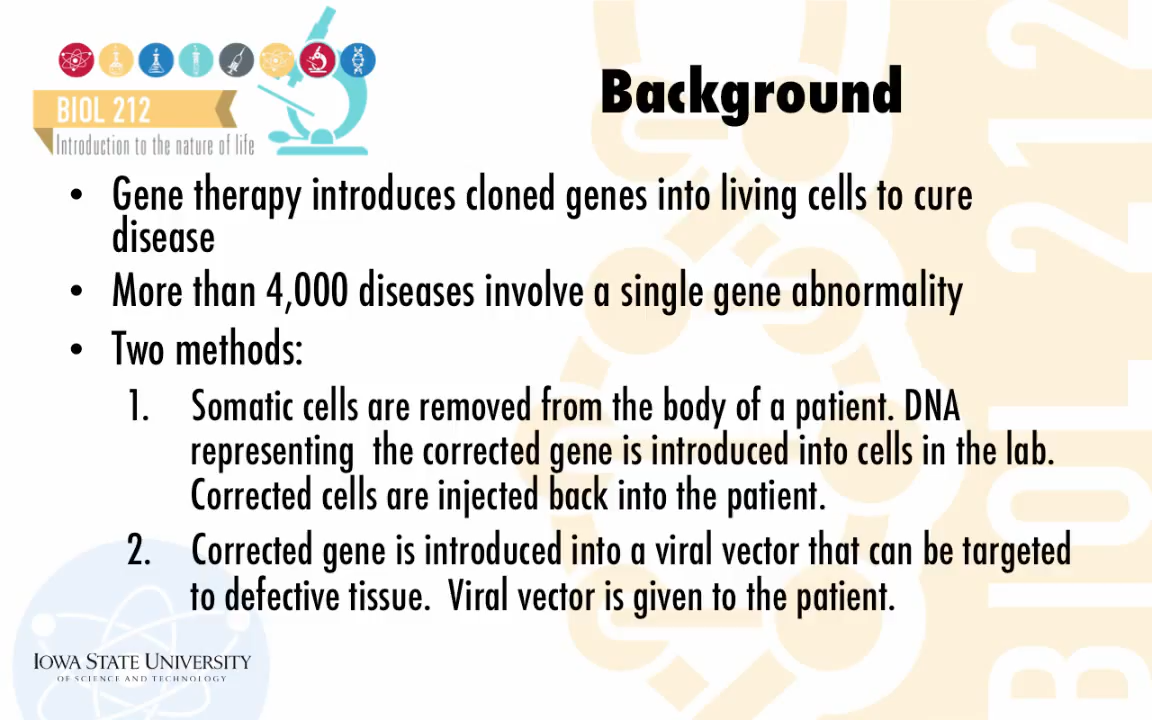 BIOL 212
Introduction to the nature of life
Background
• Gene therapy introduces cloned genes into living cells to cure
disease
• More than 4,000 diseases involve a single gene abnormality
• Two methods:
1. Somatic cells are removed from the body of a patient. DNA
representing  the corrected gene is introduced into cells in the lab.
Corrected cells are injected back into the patient.
2. Corrected gene is introduced into a viral vector that can be targeted
to defective tissue.  Viral vector is given to the patient.
IOWA STATE UNIVERSITY
OF SCIENCE AND TECHNOLOGY
BIOL 212